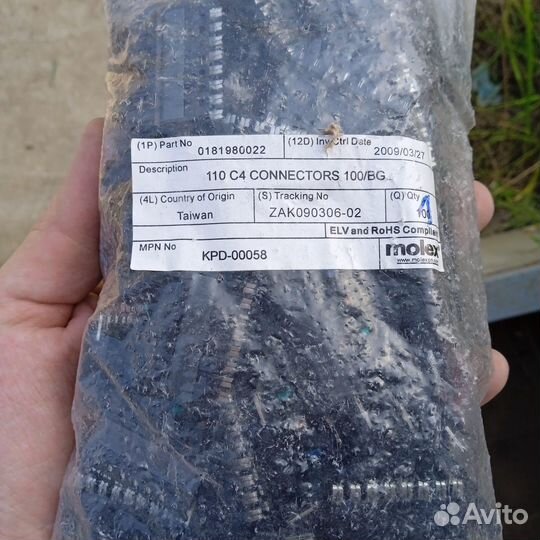 (1P) Part No 0181980022 (12D) Inv Ctrl Date 2009/03/27
Description 110 C4 CONNECTORS 100/BG..
(4L) Country of Origin Taiwan (S) Tracking No ZAK090306-02 (Q) Qty 100
ELV and RoHS Compliant
MPN No KPD-00058 molex
Avito